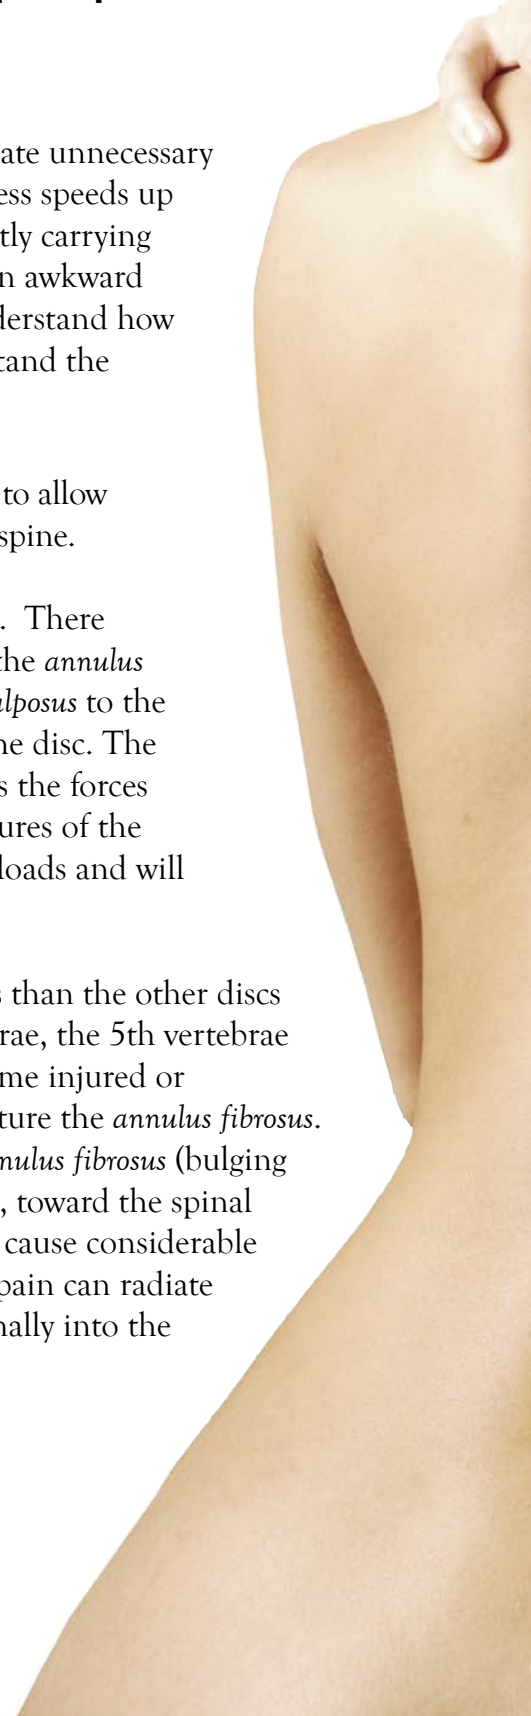 ate unnecessary
ess speeds up
tly carrying
n awkward
derstand how
tand the
to allow
spine.
. There
the annulus
alposus to the
ne disc. The
s the forces
ures of the
loads and will
s than the other discs
rae, the 5th vertebrae
me injured or
ture the annulus fibrosus.
nulus fibrosus (bulging
, toward the spinal
cause considerable
pain can radiate
nally into the